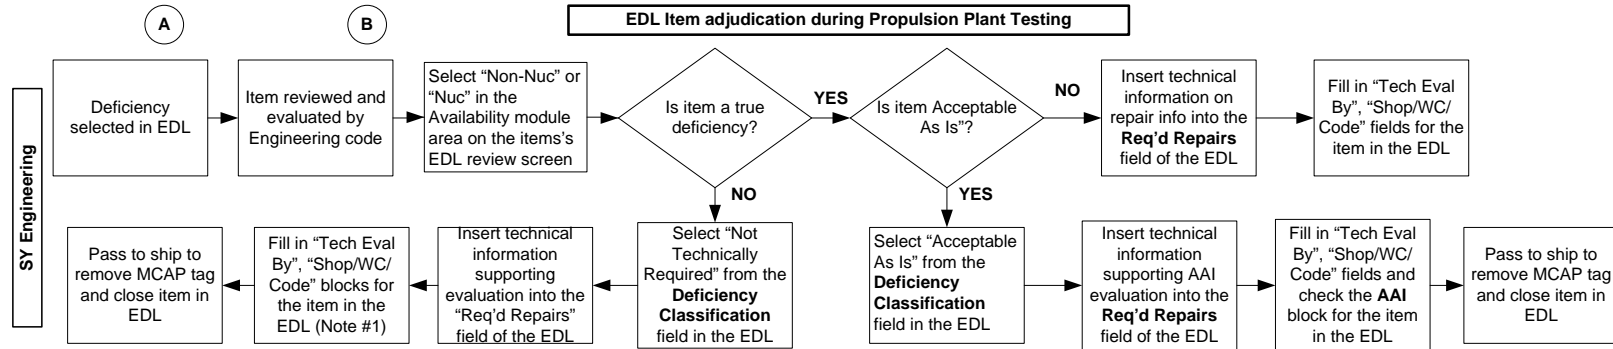 EDL Item adjudication during Propulsion Plant Testing
A
B
SY Engineering
Deficiency
selected in EDL
Item reviewed and
evaluated by
Engineering code
Select “Non-Nuc” or
“Nuc” in the
Availability module
area on the items’s
EDL review screen
Is item a true
deficiency?
YES
Is item Acceptable
As Is”?
NO
Insert technical
information on
repair info into the
Req’d Repairs
field of the EDL
Fill in “Tech Eval
By”, “Shop/WC/
Code” fields for the
item in the EDL
NO
YES
Pass to ship to
remove MCAP tag
and close item in
EDL
Fill in “Tech Eval
By”, “Shop/WC/
Code” blocks for
the item in the
EDL (Note #1)
Insert technical
information
supporting
evaluation into the
“Req’d Repairs”
field of the EDL
Select “Not
Technically
Required” from the
Deficiency
Classification
field in the EDL
Select “Acceptable
As Is” from the
Deficiency
Classification
field in the EDL
Insert technical
information
supporting AAI
evaluation into the
Req’d Repairs
field of the EDL
Fill in “Tech Eval
By”, “Shop/WC/
Code” fields and
check the AAI
block for the item
in the EDL
Pass to ship to
remove MCAP tag
and close item in
EDL